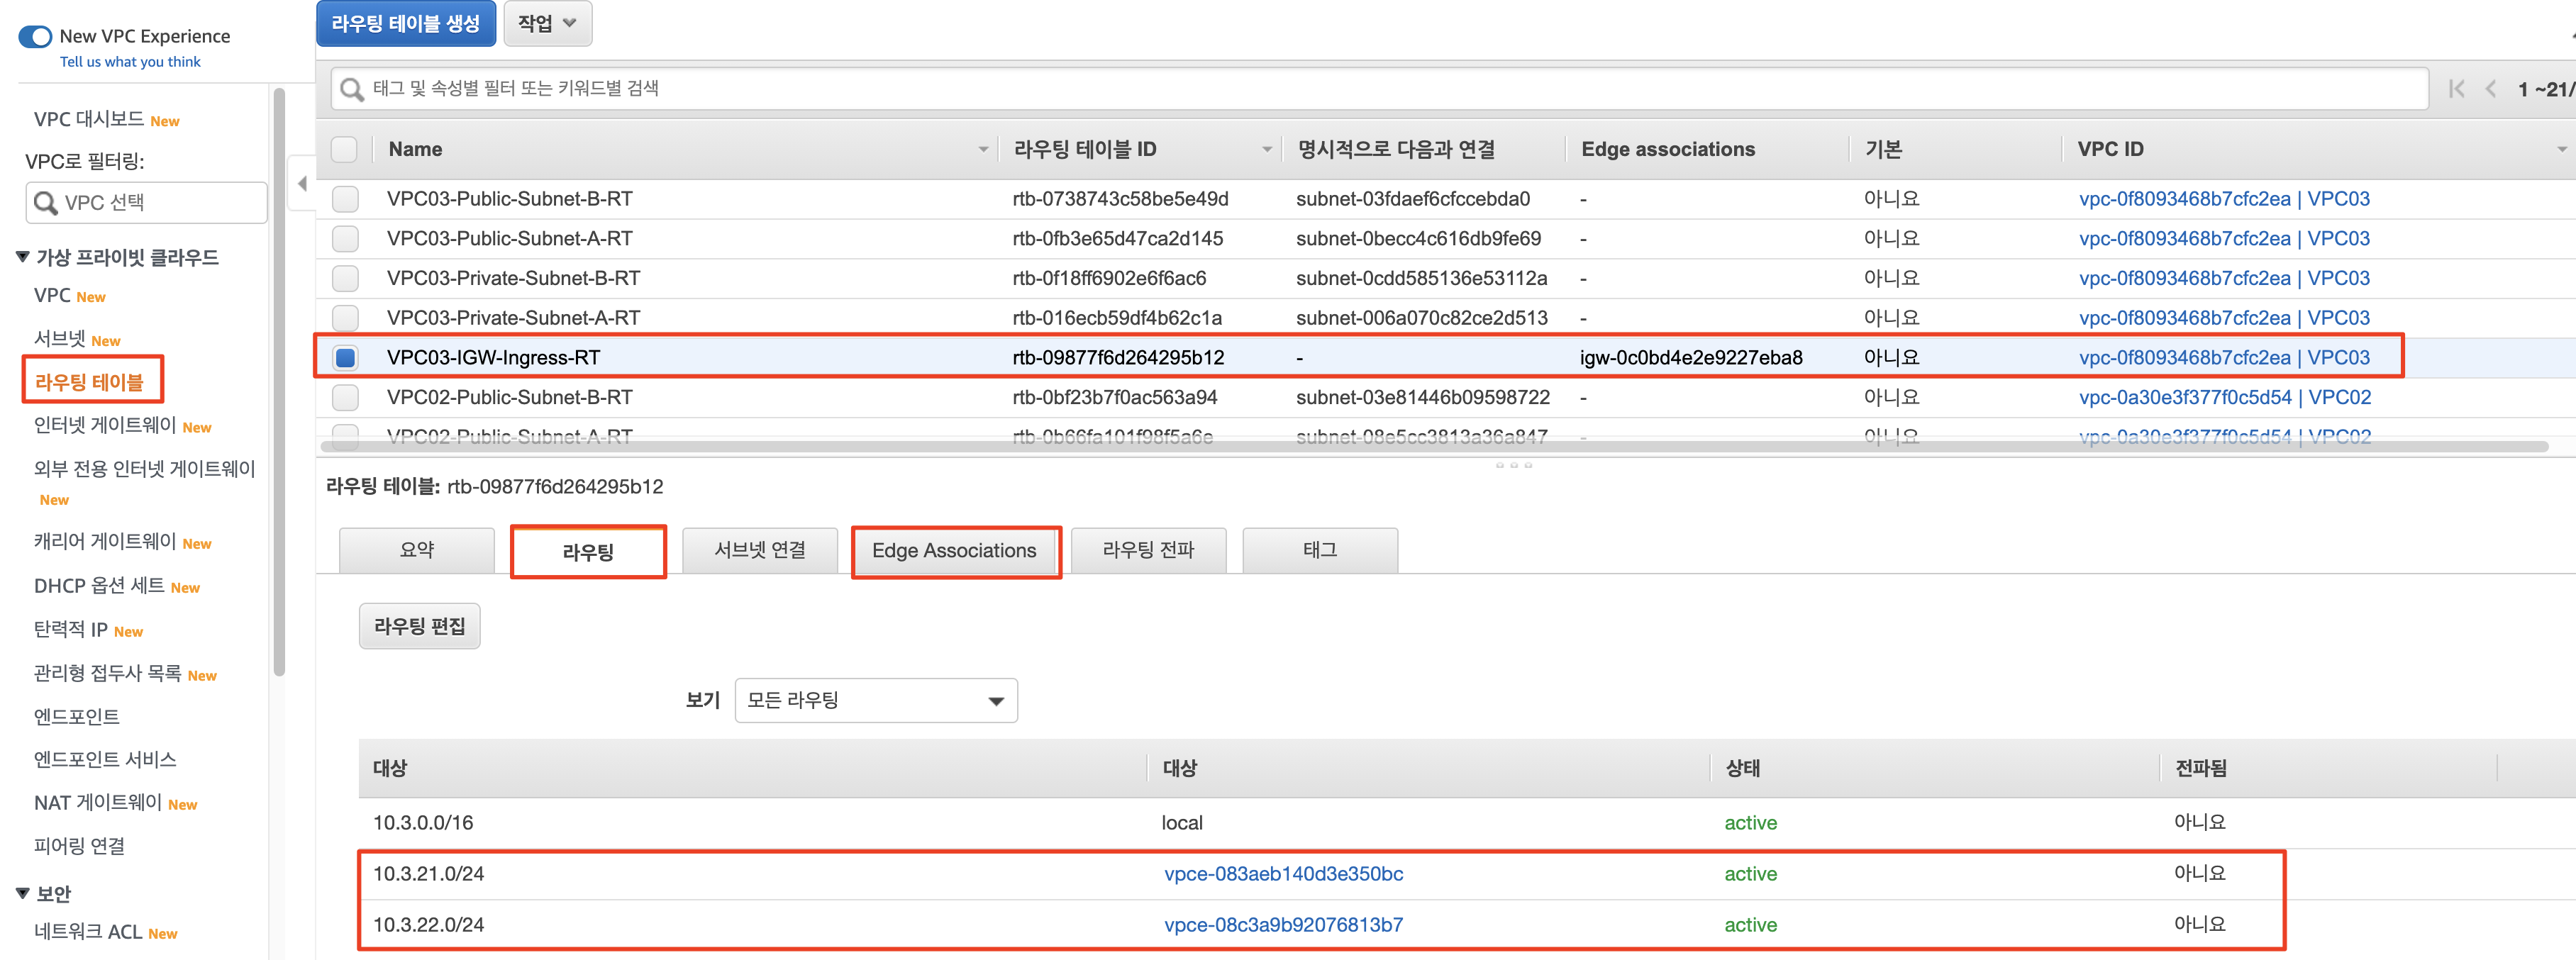 New VPC Experience
Tell us what you think
VPC 대시보드 New
VPC로 필터링:
VPC 선택
가상 프라이빗 클라우드
VPC New
서브넷 New
라우팅 테이블
인터넷 게이트웨이 New
외부 전용 인터넷 게이트웨이
New
캐리어 게이트웨이 New
DHCP 옵션 세트 New
탄력적 IP New
관리형 접두사 목록 New
엔드포인트
엔드포인트 서비스
NAT 게이트웨이 New
피어링 연결
보안
네트워크 ACL New
라우팅 테이블 생성 작업
태그 및 속성별 필터 또는 키워드별 검색 1 ~21/
Name 라우팅 테이블 ID 명시적으로 다음과 연결 Edge associations 기본 VPC ID
VPC03-Public-Subnet-B-RT rtb-0738743c58be5e49d subnet-03fdaef6cfccebda0 - 아니요 vpc-0f8093468b7cfc2ea | VPC03
VPC03-Public-Subnet-A-RT rtb-0fb3e65d47ca2d145 subnet-0becc4c616db9fe69 - 아니요 vpc-0f8093468b7cfc2ea | VPC03
VPC03-Private-Subnet-B-RT rtb-0f18ff6902e6f6ac6 subnet-0cdd585136e53112a - 아니요 vpc-0f8093468b7cfc2ea | VPC03
VPC03-Private-Subnet-A-RT rtb-016ecb59df4b62c1a subnet-006a070c82ce2d513 - 아니요 vpc-0f8093468b7cfc2ea | VPC03
VPC03-IGW-Ingress-RT rtb-09877f6d264295b12 - igw-0c0bd4e2e9227eba8 아니요 vpc-0f8093468b7cfc2ea | VPC03
VPC02-Public-Subnet-B-RT rtb-0bf23b7f0ac563a94 subnet-03e81446b09598722 - 아니요 vpc-0a30e3f377f0c5d54 | VPC02
VPC02-Public-Subnet-A-RT rtb-0b66fa101f98f5a6e subnet-08e5cc3813a36a847 - 아니요 vpc-0a30e3f377f0c5d54 | VPC02
라우팅 테이블: rtb-09877f6d264295b12
요약 라우팅 서브넷 연결 Edge Associations 라우팅 전파 태그
라우팅 편집
보기 모든 라우팅
대상 대상 상태 전파됨
10.3.0.0/16 local active 아니요
10.3.21.0/24 vpce-083aeb140d3e350bc active 아니요
10.3.22.0/24 vpce-08c3a9b92076813b7 active 아니요